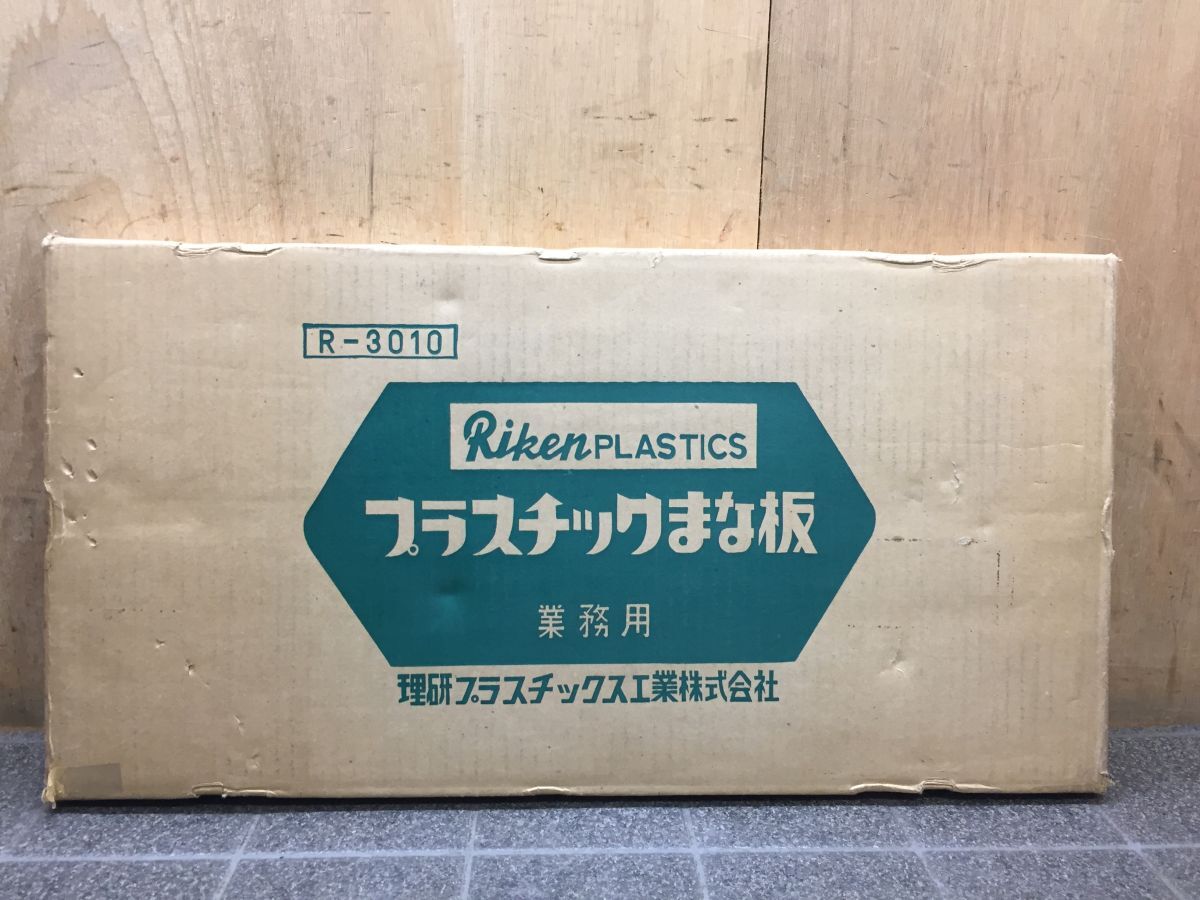 R-3010
Riken PLASTICS
プラスチックまな板
業務用
理研プラスチックス工業株式会社